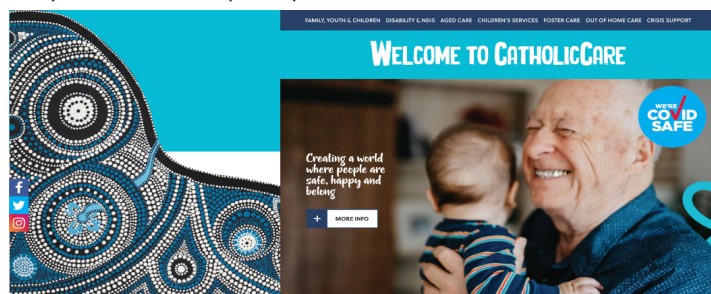 FAMILY, YOUTH & CHILDREN DISABILITY & NDIS AGED CARE CHILDREN'S SERVICES FOSTER CARE OUT OF HOME CARE CRISIS SUPPORT
WELCOME TO CATHOLICCARE
WE'RE
COVID
SAFE
Creating a world
where people are
safe, happy and
belong
+ MORE INFO